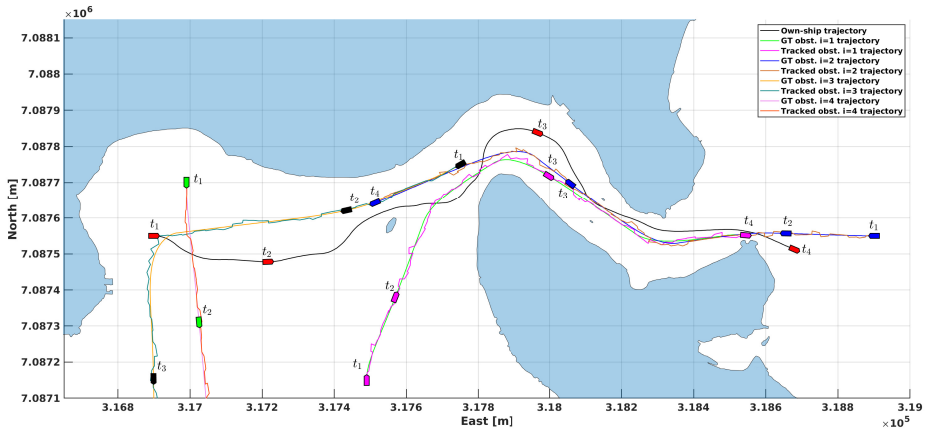 ×10⁶
7.0881
7.088
7.0879
7.0878
7.0877
7.0876
7.0875
7.0874
7.0873
7.0872
7.0871
North [m]
Own-ship trajectory
GT obst. i=1 trajectory
Tracked obst. i=1 trajectory
GT obst. i=2 trajectory
Tracked obst. i=2 trajectory
GT obst. i=3 trajectory
Tracked obst. i=3 trajectory
GT obst. i=4 trajectory
Tracked obst. i=4 trajectory
t₃
t₁
t₃
t₁
t₃
t₂
t₄
t₁
t₄
t₂
t₁
t₂
t₄
t₂
t₂
t₃
t₁
3.168
3.17
3.172
3.174
3.176
3.178
3.18
3.182
3.184
3.186
3.188
3.19
East [m]
×10⁵